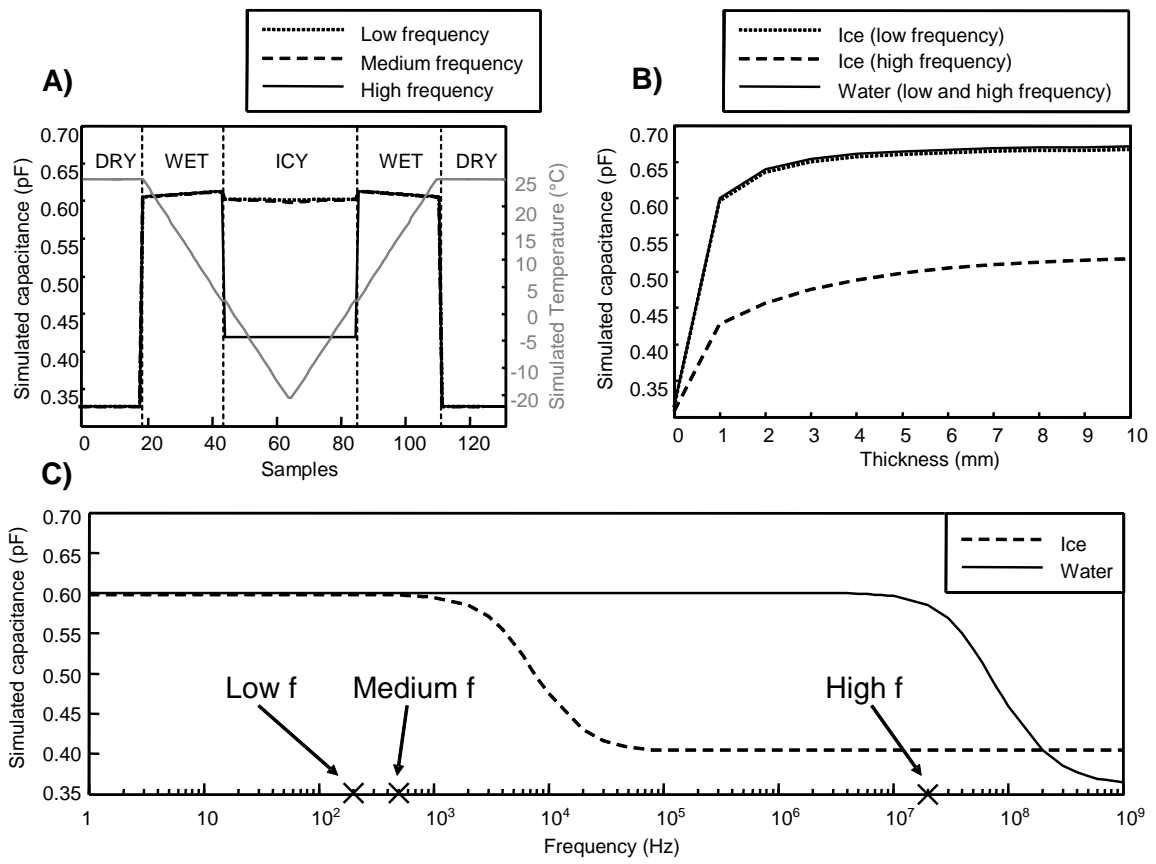 A)
Low frequency
Medium frequency
High frequency
Simulated capacitance (pF)
0.70
0.65
0.60
0.55
0.50
0.45
0.40
0.35
DRY WET ICY WET DRY
25
20
15
10
5
0
-5
-10
-20
Simulated Temperature (°C)
0 20 40 60 80 100 120
Samples
B)
Ice (low frequency)
Ice (high frequency)
Water (low and high frequency)
Simulated capacitance (pF)
0.70
0.65
0.60
0.55
0.50
0.45
0.40
0.35
0 1 2 3 4 5 6 7 8 9 10
Thickness (mm)
C)
Simulated capacitance (pF)
0.70
0.65
0.60
0.55
0.50
0.45
0.40
0.35
Ice
Water
Low f Medium f High f
1 10 10² 10³ 10⁴ 10⁵ 10⁶ 10⁷ 10⁸ 10⁹
Frequency (Hz)